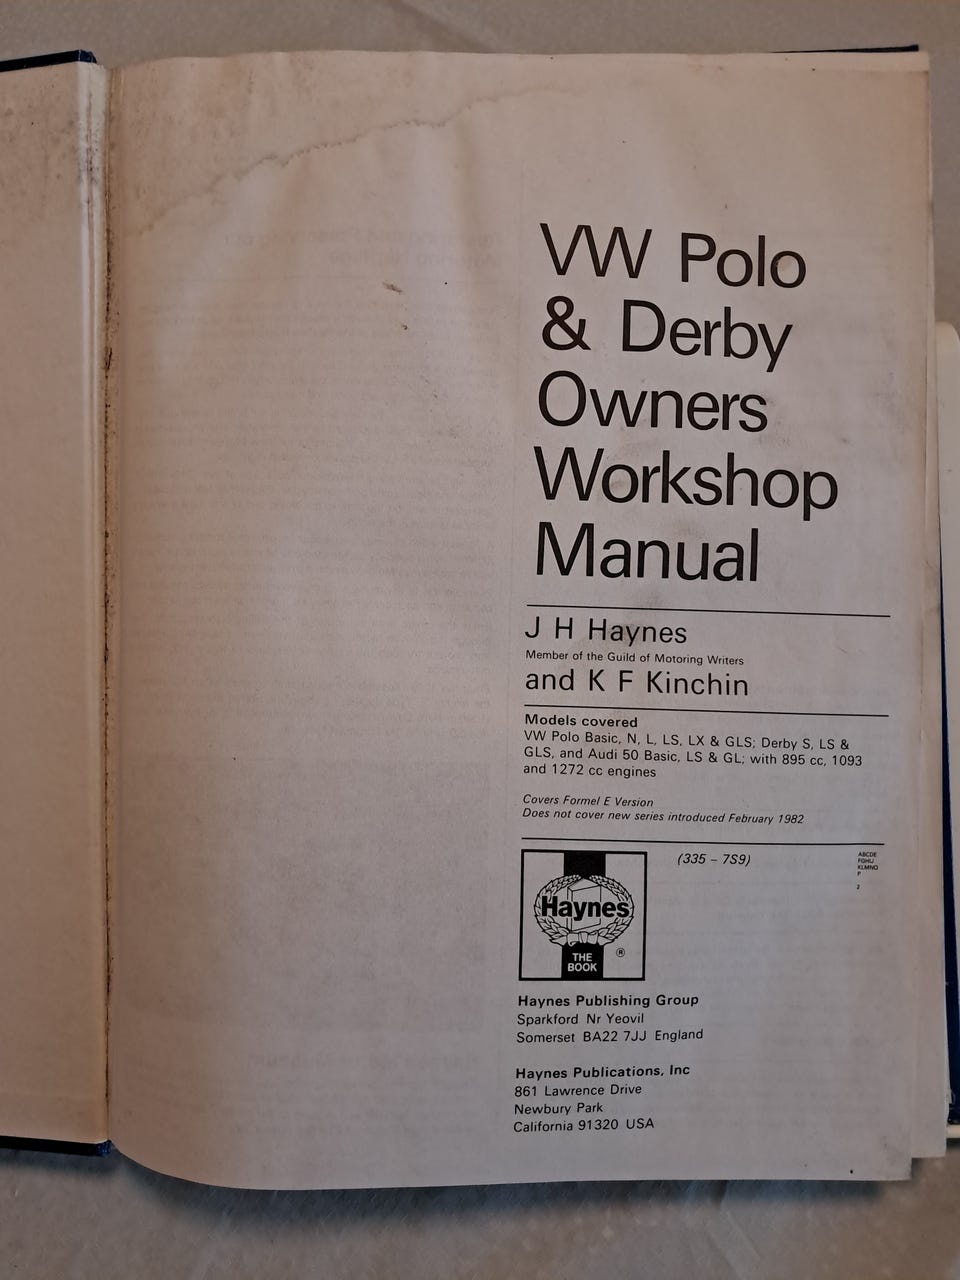 VW Polo
& Derby
Owners
Workshop
Manual
J H Haynes
Member of the Guild of Motoring Writers
and K F Kinchin
Models covered
VW Polo Basic, N, L, LS, LX & GLS; Derby S, LS &
GLS, and Audi 50 Basic, LS & GL; with 895 cc, 1093
and 1272 cc engines
Covers Formel E Version
Does not cover new series introduced February 1982
(335 – 7S9)
ABCDE
FGHIJ
KLMNO
P
2
Haynes
®
THE
BOOK
Haynes Publishing Group
Sparkford Nr Yeovil
Somerset BA22 7JJ England
Haynes Publications, Inc
861 Lawrence Drive
Newbury Park
California 91320 USA